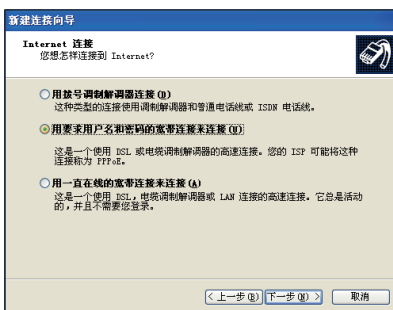 新建连接向导
Internet 连接
您想怎样连接到 Internet?
用拨号调制解调器连接(D)
这种类型的连接使用调制解调器和普通电话线或 ISDN 电话线。
用要求用户名和密码的宽带连接来连接(U)
这是一个使用 DSL 或电缆调制解调器的高速连接。您的 ISP 可能将这种
连接称为 PPPoE。
用一直在线的宽带连接来连接(A)
这是一个使用 DSL，电缆调制解调器或 LAN 连接的高速连接。它总是活动
的，并且不需要您登录。
<上一步(B) 下一步(N)> 取消